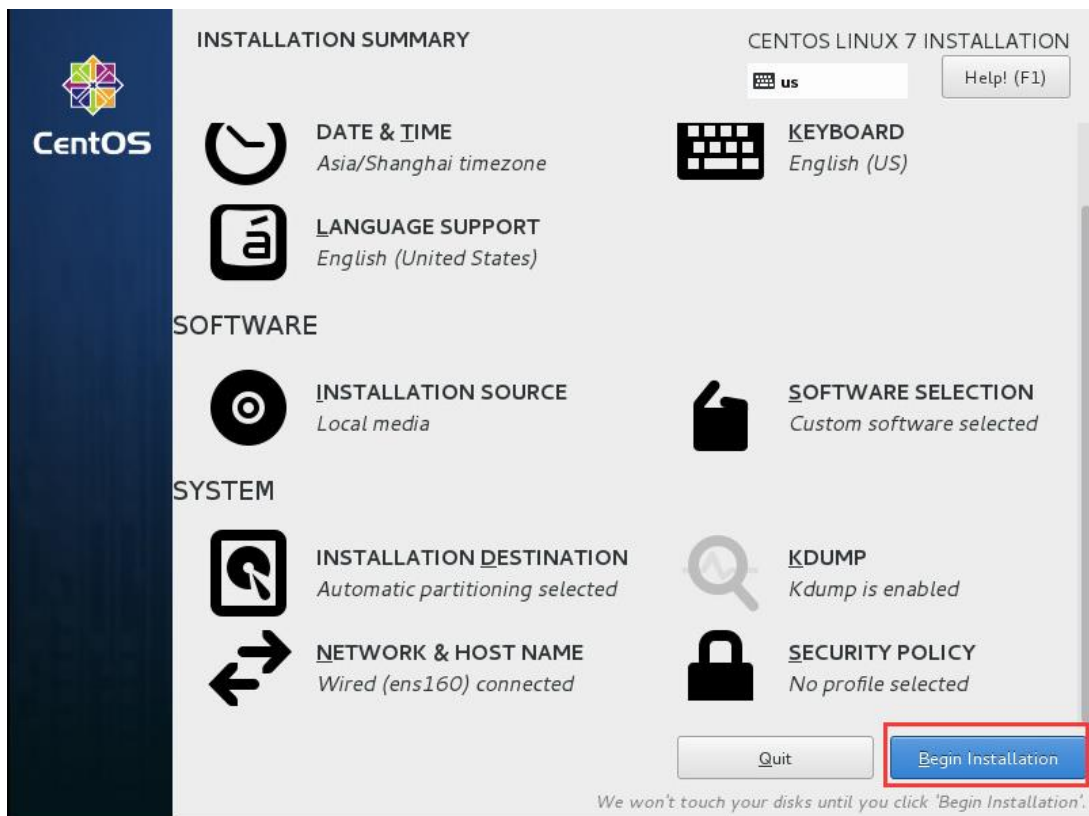 INSTALLATION SUMMARY
CENTOS LINUX 7 INSTALLATION
us
Help! (F1)
CentOS
DATE & TIME
Asia/Shanghai timezone
KEYBOARD
English (US)
á
LANGUAGE SUPPORT
English (United States)
SOFTWARE
INSTALLATION SOURCE
Local media
SOFTWARE SELECTION
Custom software selected
SYSTEM
INSTALLATION DESTINATION
Automatic partitioning selected
KDUMP
Kdump is enabled
NETWORK & HOST NAME
Wired (ens160) connected
SECURITY POLICY
No profile selected
Quit
Begin Installation
We won't touch your disks until you click 'Begin Installation'.